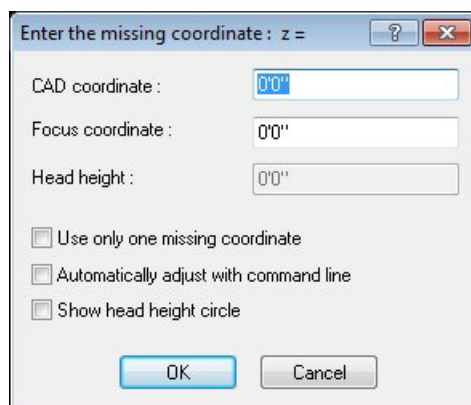 Enter the missing coordinate : z =
CAD coordinate : 0'0"
Focus coordinate : 0'0"
Head height : 0'0"
Use only one missing coordinate
Automatically adjust with command line
Show head height circle
OK Cancel